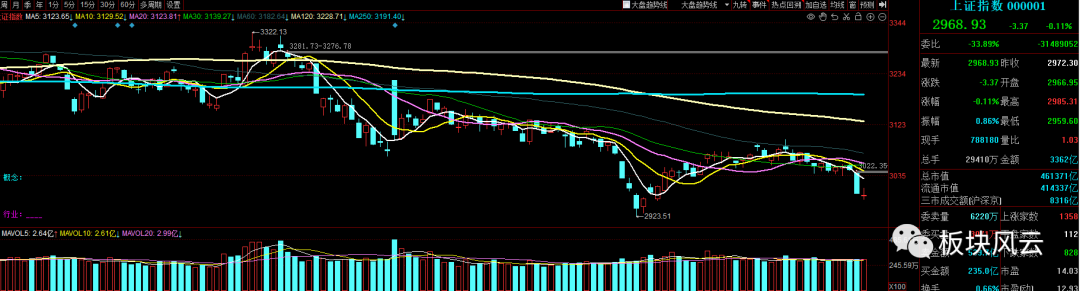 周 月 季 年 1分 5分 15分 30分 60分 多周期 设置
大盘趋势线 大盘趋势线 九转 事件 热点回测 加自选 均线 窗 预测
上证指数 MA5: 3123.65↓ MA10: 3129.52↓ MA20: 3123.81↑ MA30: 3139.27↓ MA60: 3182.64↓ MA120: 3228.71↓ MA250: 3191.40↓
3322.13
3281.73-3276.78
3022.35
2923.51
概念:
行业:
3344
3234
3123
3035
MAVOL5: 2.64亿↑ MAVOL10: 2.61亿↓ MAVOL20: 2.99亿↓
245.59万
X100
上证指数 000001
2968.93 -3.37 -0.11%
委比 -33.89% -31489052
最新 2968.93 昨收 2972.30
涨跌 -3.37 开盘 2966.95
涨幅 -0.11% 最高 2985.31
振幅 0.86% 最低 2959.60
现手 788180 量比 1.03
总手 29410万 金额 3362亿
总市值 461371亿
流通市值 414337亿
三市成交额[沪深京] 8316亿
委卖量 6220万 上涨家数 1358
112
828
买金额 235.0亿 市盈 14.03
换手 0.66% 市盈(动) 12.93
板块风云